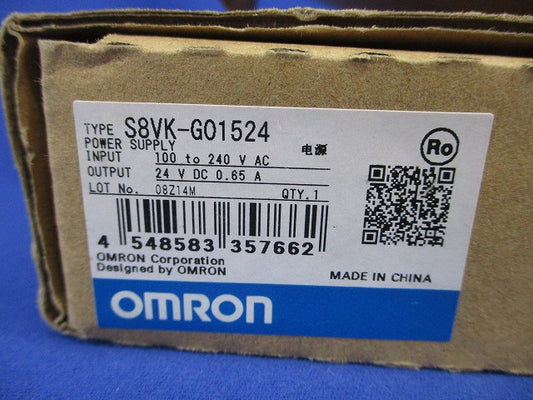 TYPE S8VK-G01524
POWER SUPPLY 电源
INPUT 100 to 240 V AC
OUTPUT 24 V DC 0.65 A
LOT No. 08Z14M QTY.1
Ro
4 548583 357662
OMRON Corporation
Designed by OMRON
MADE IN CHINA
OMRON